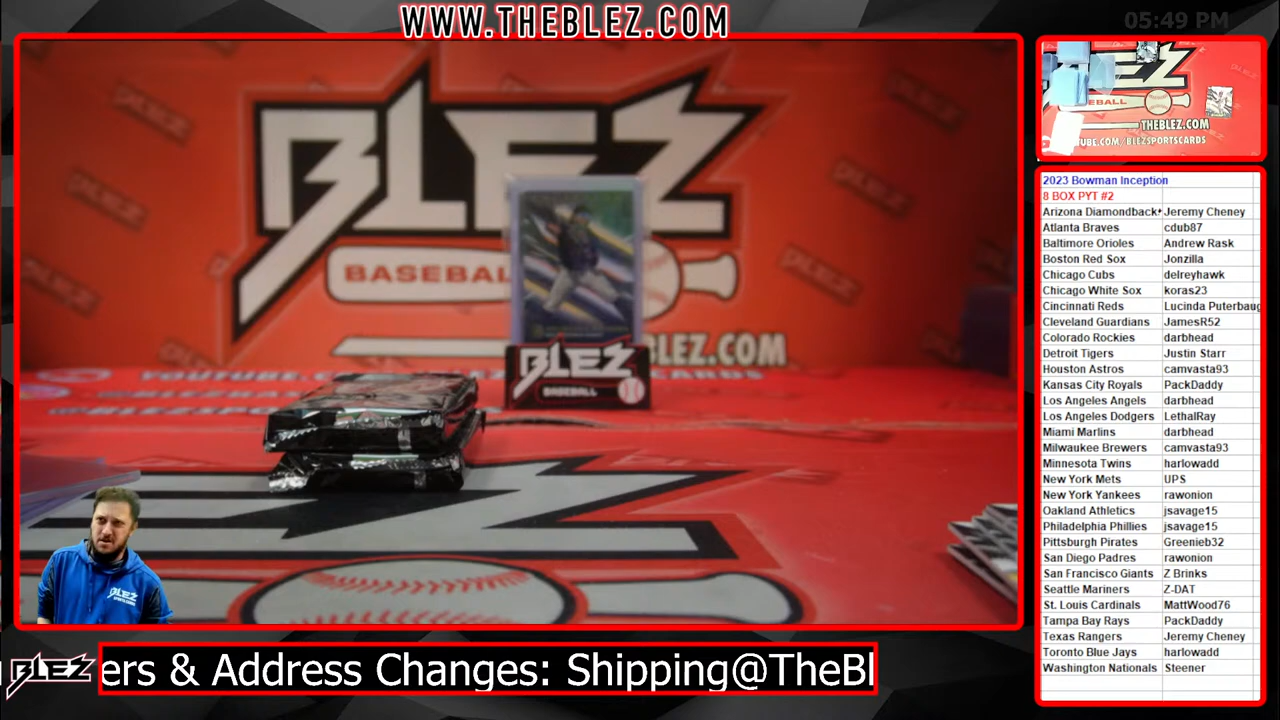 WWW.THEBLEZ.COM
05:49 PM
BLEZ
BASEBALL
BLEZ.COM
BLEZ
BASEBALL
BLEZ
ers & Address Changes: Shipping@TheBl
EZ
EBALL
THEBLEZ.COM
TUBE.COM/BLEZSPORTSCARDS
2023 Bowman Inception
8 BOX PYT #2
Arizona Diamondback Jeremy Cheney
Atlanta Braves cdub87
Baltimore Orioles Andrew Rask
Boston Red Sox Jonzilla
Chicago Cubs delreyhawk
Chicago White Sox koras23
Cincinnati Reds Lucinda Puterbaug
Cleveland Guardians JamesR52
Colorado Rockies darbhead
Detroit Tigers Justin Starr
Houston Astros camvasta93
Kansas City Royals PackDaddy
Los Angeles Angels darbhead
Los Angeles Dodgers LethalRay
Miami Marlins darbhead
Milwaukee Brewers camvasta93
Minnesota Twins harlowadd
New York Mets UPS
New York Yankees rawonion
Oakland Athletics jsavage15
Philadelphia Phillies jsavage15
Pittsburgh Pirates Greenieb32
San Diego Padres rawonion
San Francisco Giants Z Brinks
Seattle Mariners Z-DAT
St. Louis Cardinals MattWood76
Tampa Bay Rays PackDaddy
Texas Rangers Jeremy Cheney
Toronto Blue Jays harlowadd
Washington Nationals Steener